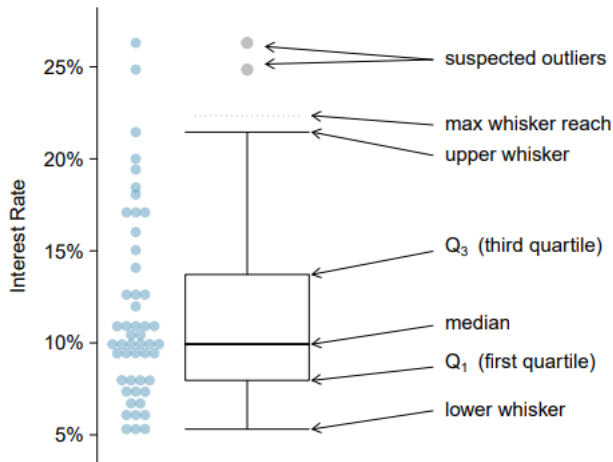 Interest Rate
25%
20%
15%
10%
5%
suspected outliers
max whisker reach
upper whisker
Q₃ (third quartile)
median
Q₁ (first quartile)
lower whisker